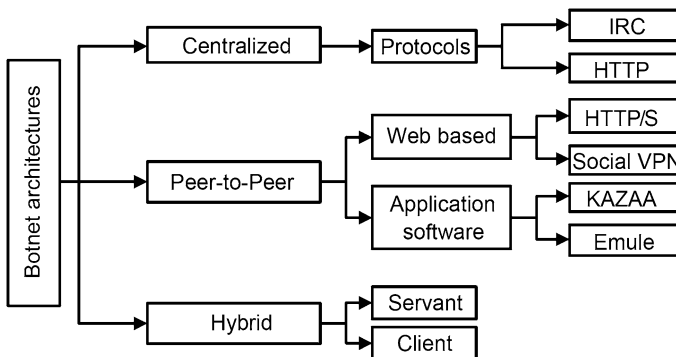 Botnet architectures
Centralized
Protocols
IRC
HTTP
Peer-to-Peer
Web based
HTTP/S
Social VPN
Application
software
KAZAA
Emule
Hybrid
Servant
Client